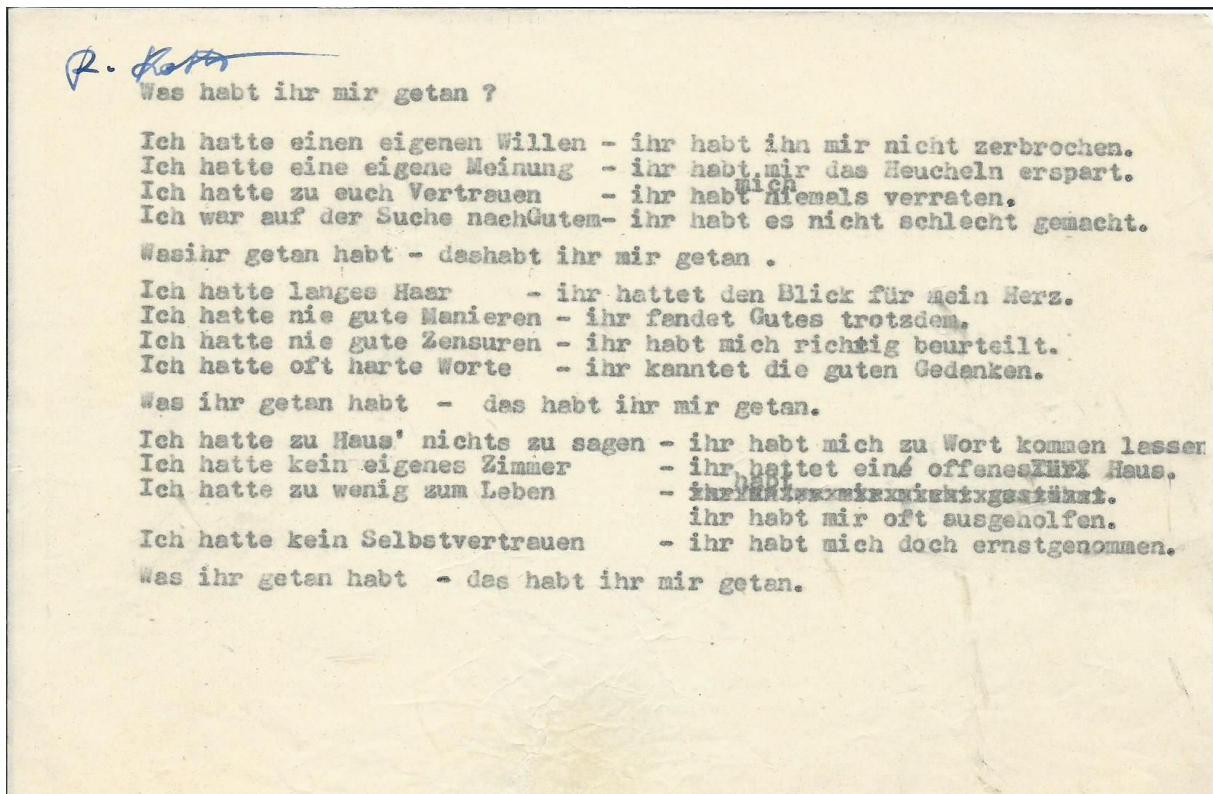 Was habt ihr mir getan ?
Ich hatte einen eigenen Willen - ihr habt ihn mir nicht zerbrochen.
Ich hatte eine eigene Meinung - ihr habt mir das Heucheln erspart.
Ich hatte zu euch Vertrauen - ihr habt mich niemals verraten.
Ich war auf der Suche nachGutem- ihr habt es nicht schlecht gemacht.
Wasihr getan habt - dashabt ihr mir getan .
Ich hatte langes Haar - ihr hattet den Blick für mein Herz.
Ich hatte nie gute Manieren - ihr fandet Gutes trotzdem.
Ich hatte nie gute Zensuren - ihr habt mich richtig beurteilt.
Ich hatte oft harte Worte - ihr kanntet die guten Gedanken.
Was ihr getan habt - das habt ihr mir getan.
Ich hatte zu Haus' nichts zu sagen - ihr habt mich zu Wort kommen lassen
Ich hatte kein eigenes Zimmer - ihr hattet ein offenes Haus.
Ich hatte zu wenig zum Leben - habt
ihr habt mir oft ausgeholfen.
Ich hatte kein Selbstvertrauen - ihr habt mich doch ernstgenommen.
Was ihr getan habt - das habt ihr mir getan.